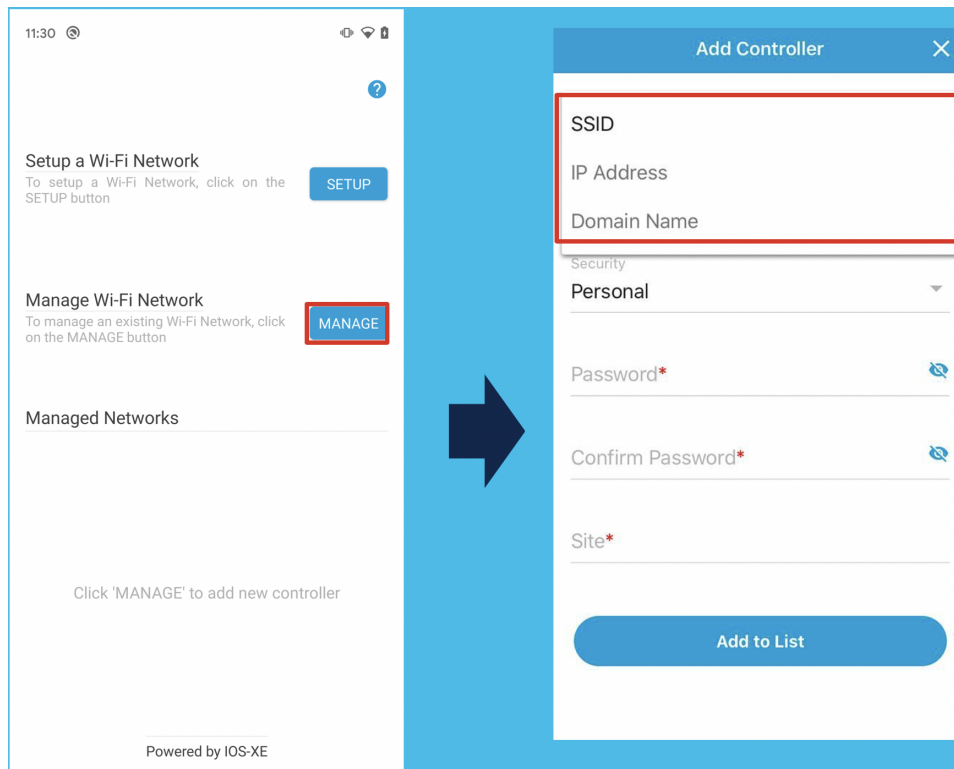 11:30
?
Setup a Wi-Fi Network
To setup a Wi-Fi Network, click on the
SETUP button
SETUP
Manage Wi-Fi Network
To manage an existing Wi-Fi Network, click
on the MANAGE button
MANAGE
Managed Networks
Click 'MANAGE' to add new controller
Powered by IOS-XE
Add Controller
SSID
IP Address
Domain Name
Security
Personal
Password*
Confirm Password*
Site*
Add to List